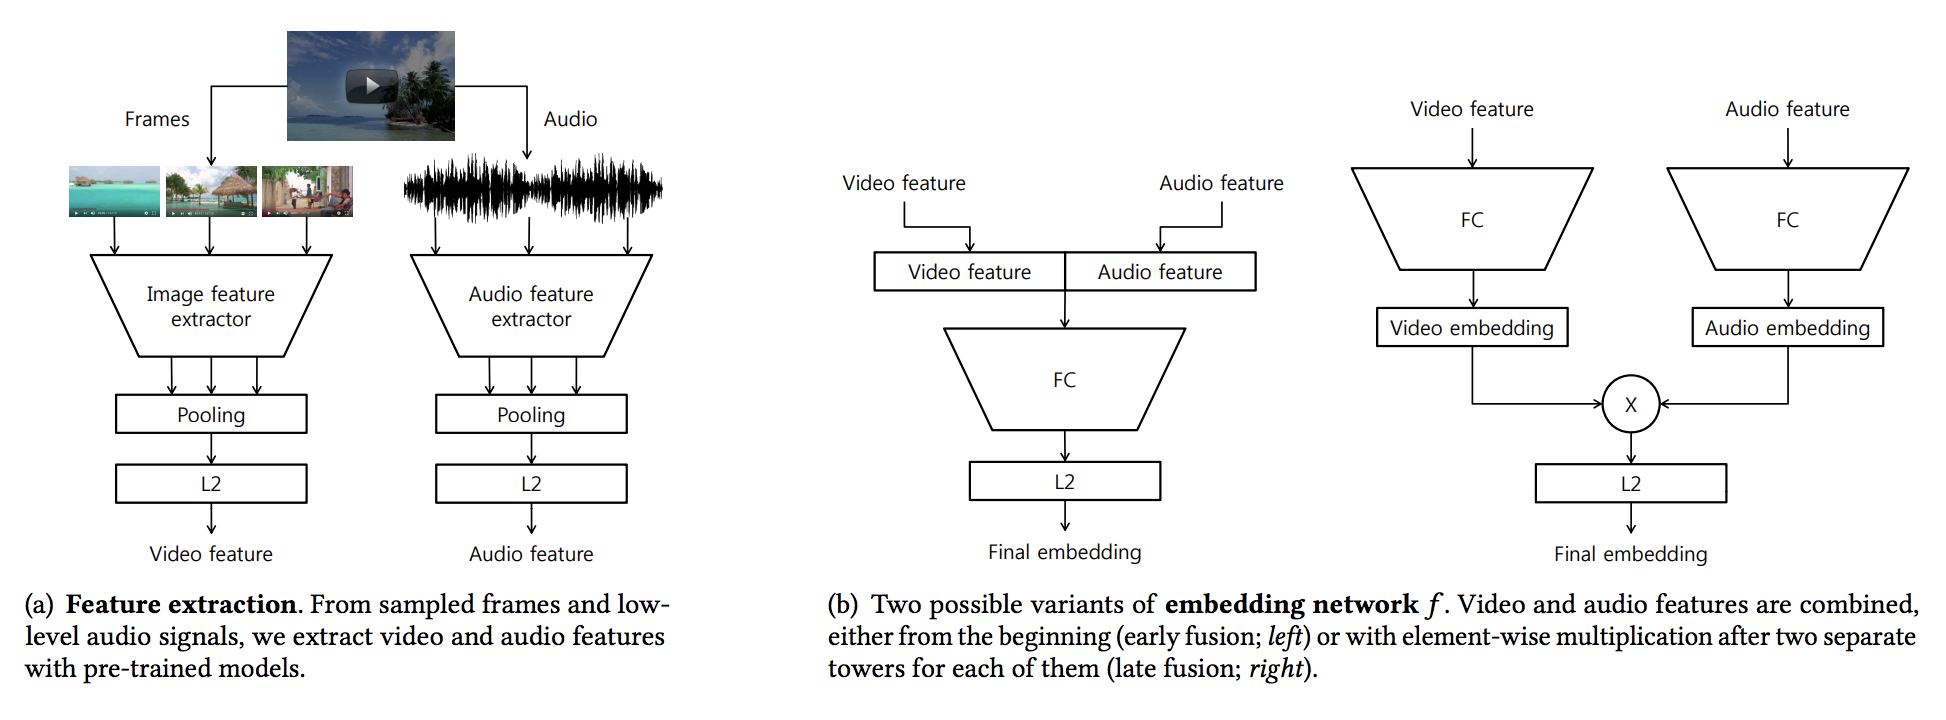 Frames
Audio
Image feature
extractor
Audio feature
extractor
Pooling
Pooling
L2
L2
Video feature
Audio feature
(a) Feature extraction. From sampled frames and low-
level audio signals, we extract video and audio features
with pre-trained models.
Video feature
Audio feature
Video feature
Audio feature
FC
L2
Final embedding
Video feature
Audio feature
FC
FC
Video embedding
Audio embedding
X
L2
Final embedding
(b) Two possible variants of embedding network f. Video and audio features are combined,
either from the beginning (early fusion; left) or with element-wise multiplication after two separate
towers for each of them (late fusion; right).